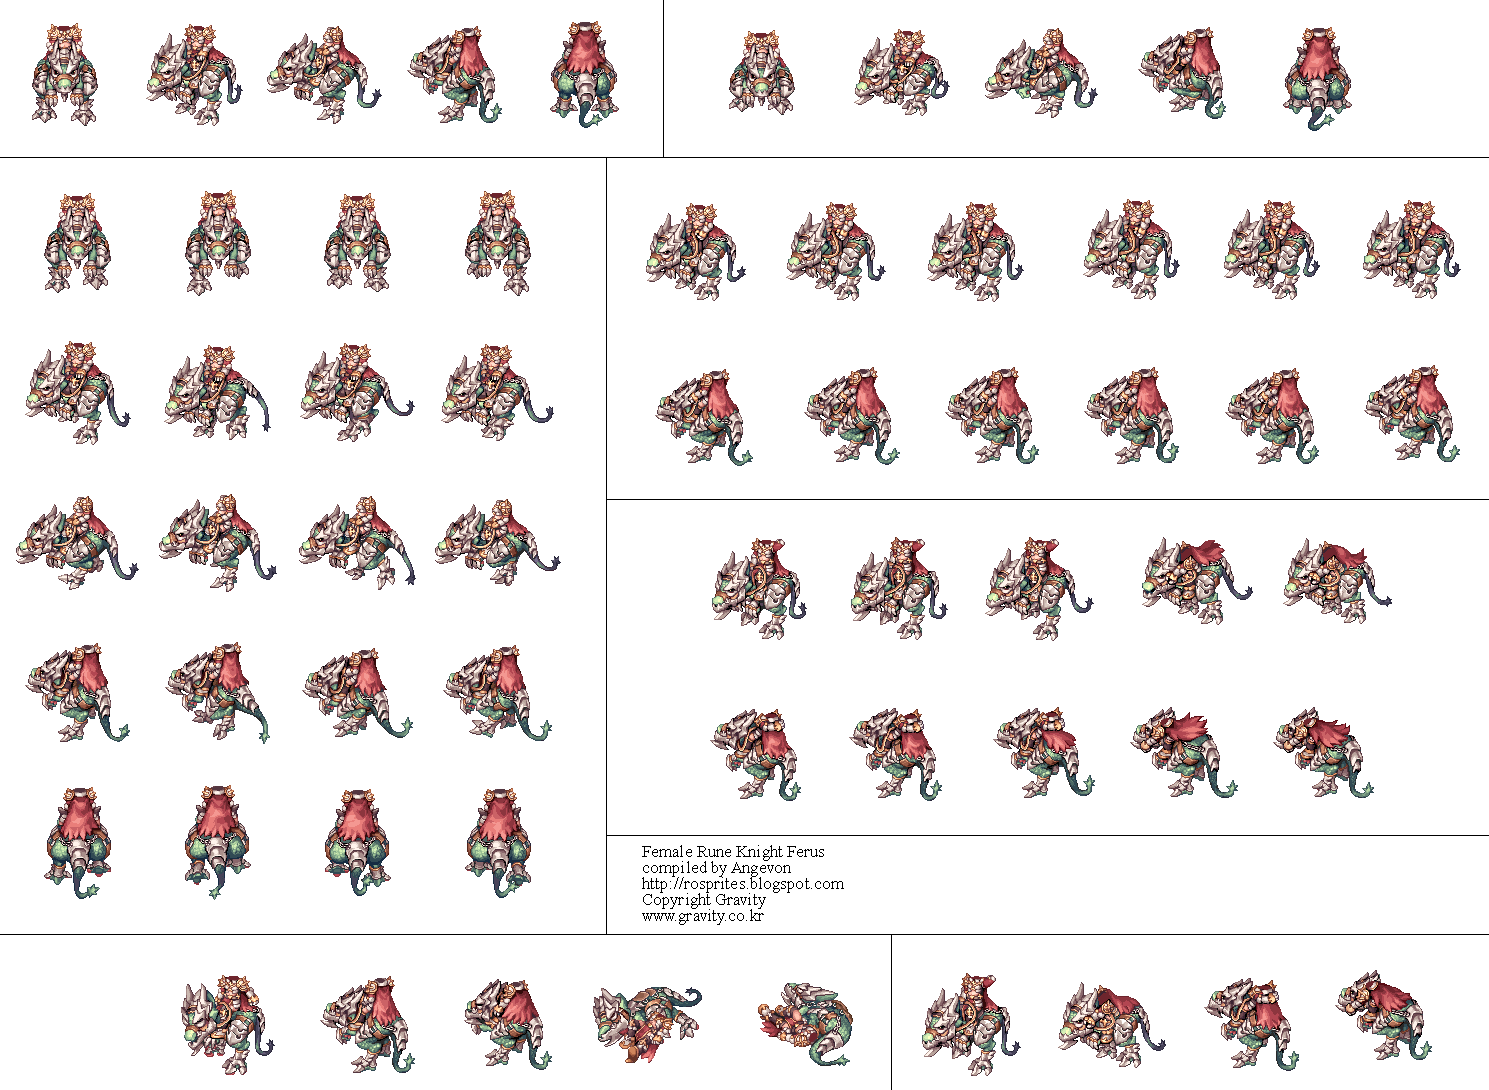 Female Rune Knight Ferus
compiled by Angevon
http://rosprites.blogspot.com
Copyright Gravity
www.gravity.co.kr